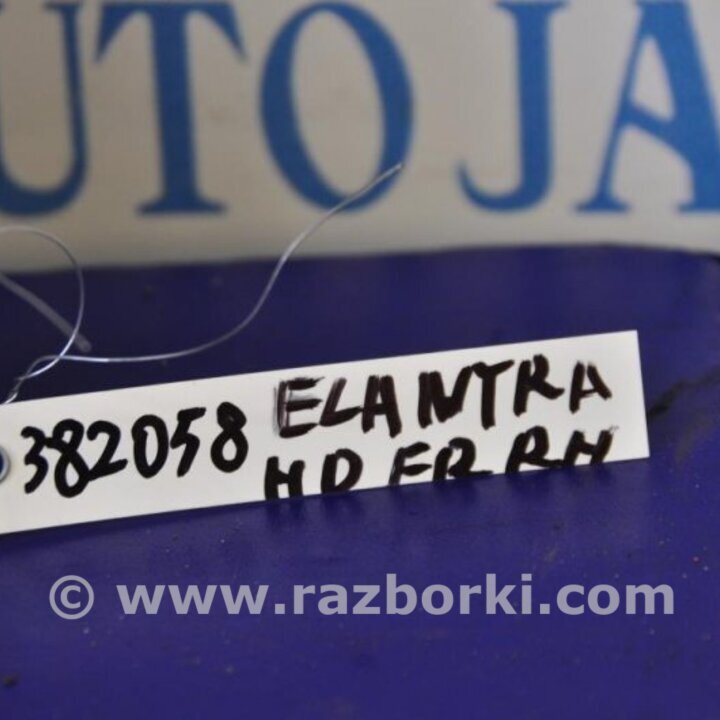 UTO JA
382058 ELANTRA
HD FR RH
© www.razborki.com